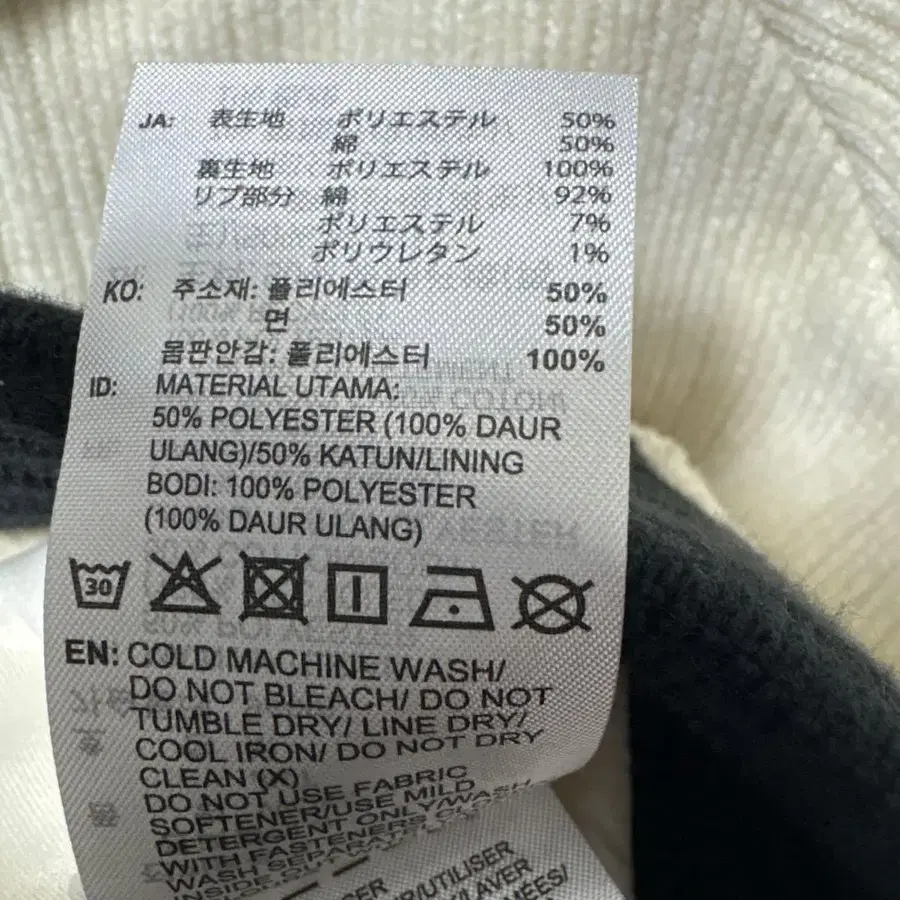 JA: 表生地 ポリエステル 50%
綿 50%
裏生地 ポリエステル 100%
リブ部分 綿 92%
ポリエステル 7%
ポリウレタン 1%
KO: 주소재: 폴리에스터 50%
면 50%
몸판안감: 폴리에스터 100%
ID: MATERIAL UTAMA:
50% POLYESTER (100% DAUR
ULANG)/50% KATUN/LINING
BODI: 100% POLYESTER
(100% DAUR ULANG)
30
EN: COLD MACHINE WASH/
DO NOT BLEACH/ DO NOT
TUMBLE DRY/ LINE DRY/
COOL IRON/ DO NOT DRY
CLEAN (X)
DO NOT USE FABRIC
SOFTENER/USE MILD
DETERGENT ONLY/WASH
WITH FASTENERS
WASH SEPARATELY
INSIDE OUT
/UTILISER
/LAVER